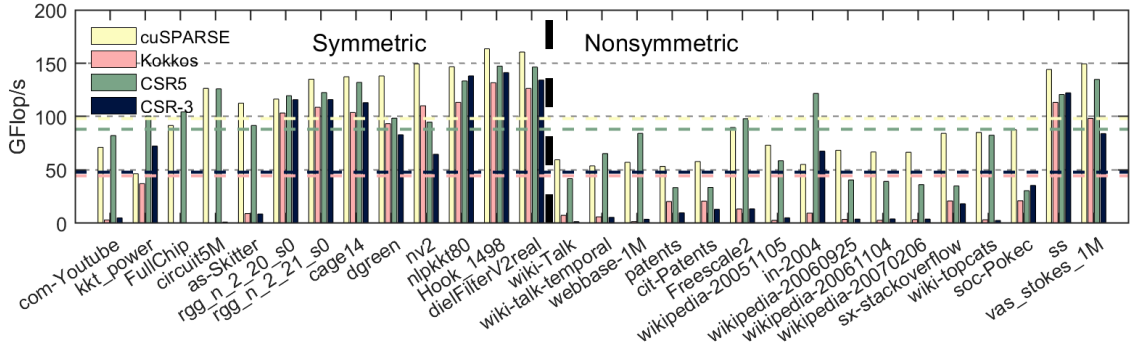 200
150
100
50
0
GFlop/s
cuSPARSE
Kokkos
CSR5
CSR-3
Symmetric
Nonsymmetric
com-Youtube
kkt_power
FullChip
circuit5M
as-Skitter
rgg_n_2_20_s0
rgg_n_2_21_s0
cage14
dgreen
nv2
nlpkkt80
Hook_1498
dielFilterV2real
wiki-Talk
wiki-talk-temporal
webbase-1M
patents
cit-Patents
Freescale2
wikipedia-20051105
in-2004
wikipedia-20060925
wikipedia-20061104
wikipedia-20070206
sx-stackoverflow
wiki-topcats
soc-Pokec
ss
vas_stokes_1M